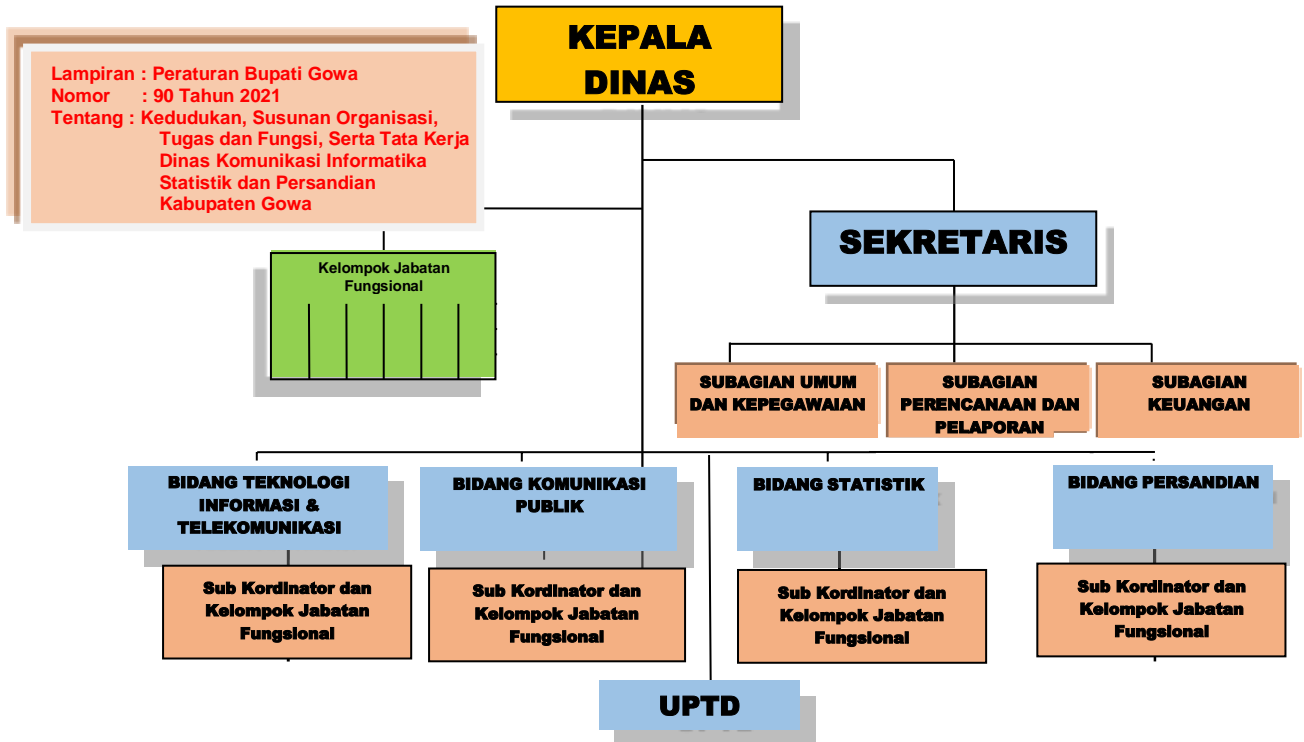 KEPALA
DINAS
Lampiran : Peraturan Bupati Gowa
Nomor : 90 Tahun 2021
Tentang : Kedudukan, Susunan Organisasi,
Tugas dan Fungsi, Serta Tata Kerja
Dinas Komunikasi Informatika
Statistik dan Persandian
Kabupaten Gowa
SEKRETARIS
Kelompok Jabatan
Fungsional
SUBAGIAN UMUM
DAN KEPEGAWAIAN
SUBAGIAN
PERENCANAAN DAN
PELAPORAN
SUBAGIAN
KEUANGAN
BIDANG TEKNOLOGI
INFORMASI &
TELEKOMUNIKASI
BIDANG KOMUNIKASI
PUBLIK
BIDANG STATISTIK
BIDANG PERSANDIAN
Sub Kordinator dan
Kelompok Jabatan
Fungsional
Sub Kordinator dan
Kelompok Jabatan
Fungsional
Sub Kordinator dan
Kelompok Jabatan
Fungsional
Sub Kordinator dan
Kelompok Jabatan
Fungsional
UPTD